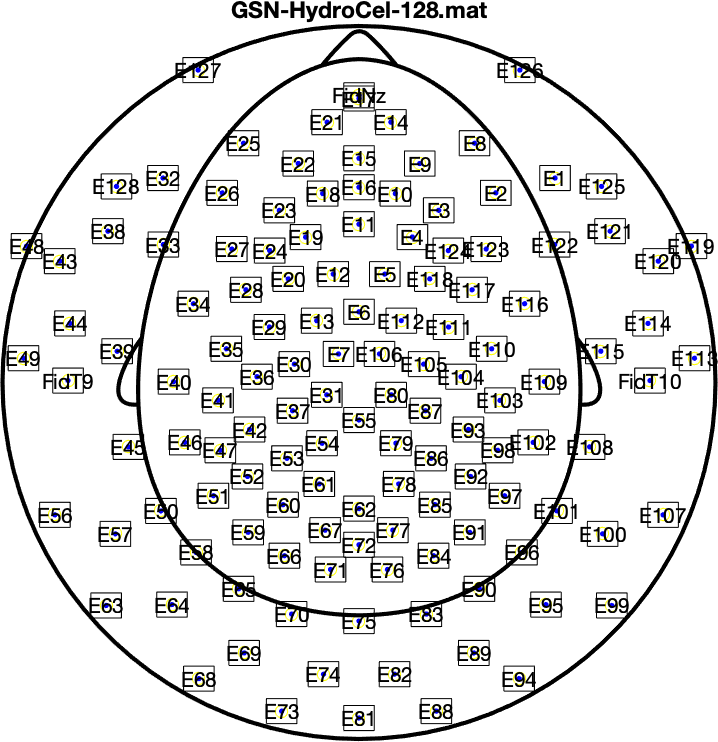 GSN-HydroCel-128.mat
E127 E126
FidNz
E17
E21 E14
E25 E8
E22 E15 E9
E128 E32 E26 E18 E16 E10 E2 E1 E125
E23 E3
E38 E11 E121
E48 E33 E27 E24 E19 E4 E124 E123 E122 E119
E43 E120
E28 E20 E12 E5 E118 E117
E34 E116
E44 E29 E13 E6 E112 E111 E114
E49 E39 E35 E30 E7 E106 E105 E110 E115 E113
FidT9 E40 E36 E104 E109 FidT10
E41 E31 E80 E103
E37 E55 E87
E45 E46 E47 E42 E54 E79 E93 E98 E102 E108
E53 E86
E52 E61 E78 E92
E51 E60 E85 E97
E56 E50 E62 E101 E107
E57 E59 E67 E77 E91 E100
E58 E66 E72 E84 E96
E71 E76
E65 E90
E63 E64 E70 E75 E83 E95 E99
E69 E89
E68 E74 E82 E94
E73 E81 E88